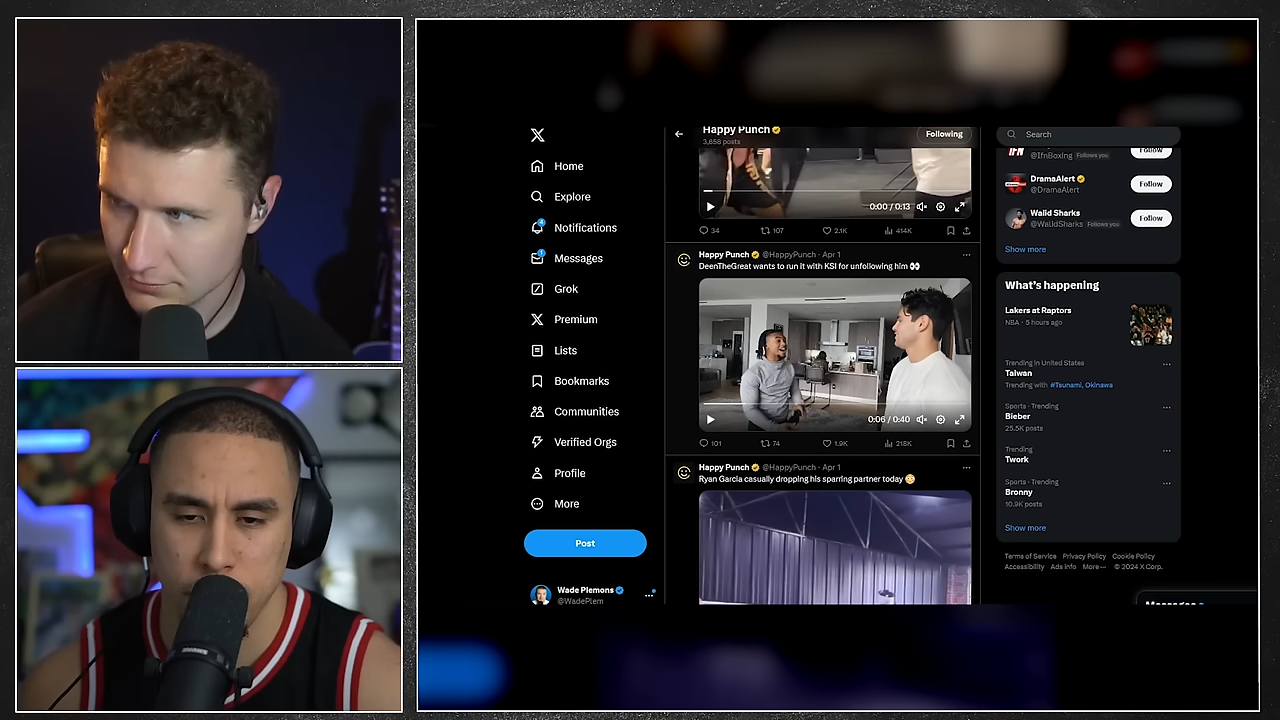 Home
Explore
Notifications
Messages
Grok
Premium
Lists
Bookmarks
Communities
Verified Orgs
Profile
More
Post
Wade Plemons
@WadePlem
Happy Punch
3,658 posts
Following
0:00 / 0:13
34 107 2.1K 414K
Happy Punch @HappyPunch · Apr 1
DeenTheGreat wants to run it with KSI for unfollowing him 👀
0:06 / 0:40
101 74 1.9K 218K
Happy Punch @HappyPunch · Apr 1
Ryan Garcia casually dropping his sparring partner today 😳
Search
@IfnBoxing Follows you
Follow
DramaAlert
@DramaAlert
Follow
Walid Sharks
@WalidSharks Follows you
Follow
Show more
What's happening
Lakers at Raptors
NBA · 5 hours ago
Trending in United States
Taiwan
Trending with #Tsunami, Okinawa
Sports · Trending
Bieber
25.5K posts
Trending
Twork
Sports · Trending
Bronny
10.9K posts
Show more
Terms of Service Privacy Policy Cookie Policy
Accessibility Ads info More ··· © 2024 X Corp.
Messages